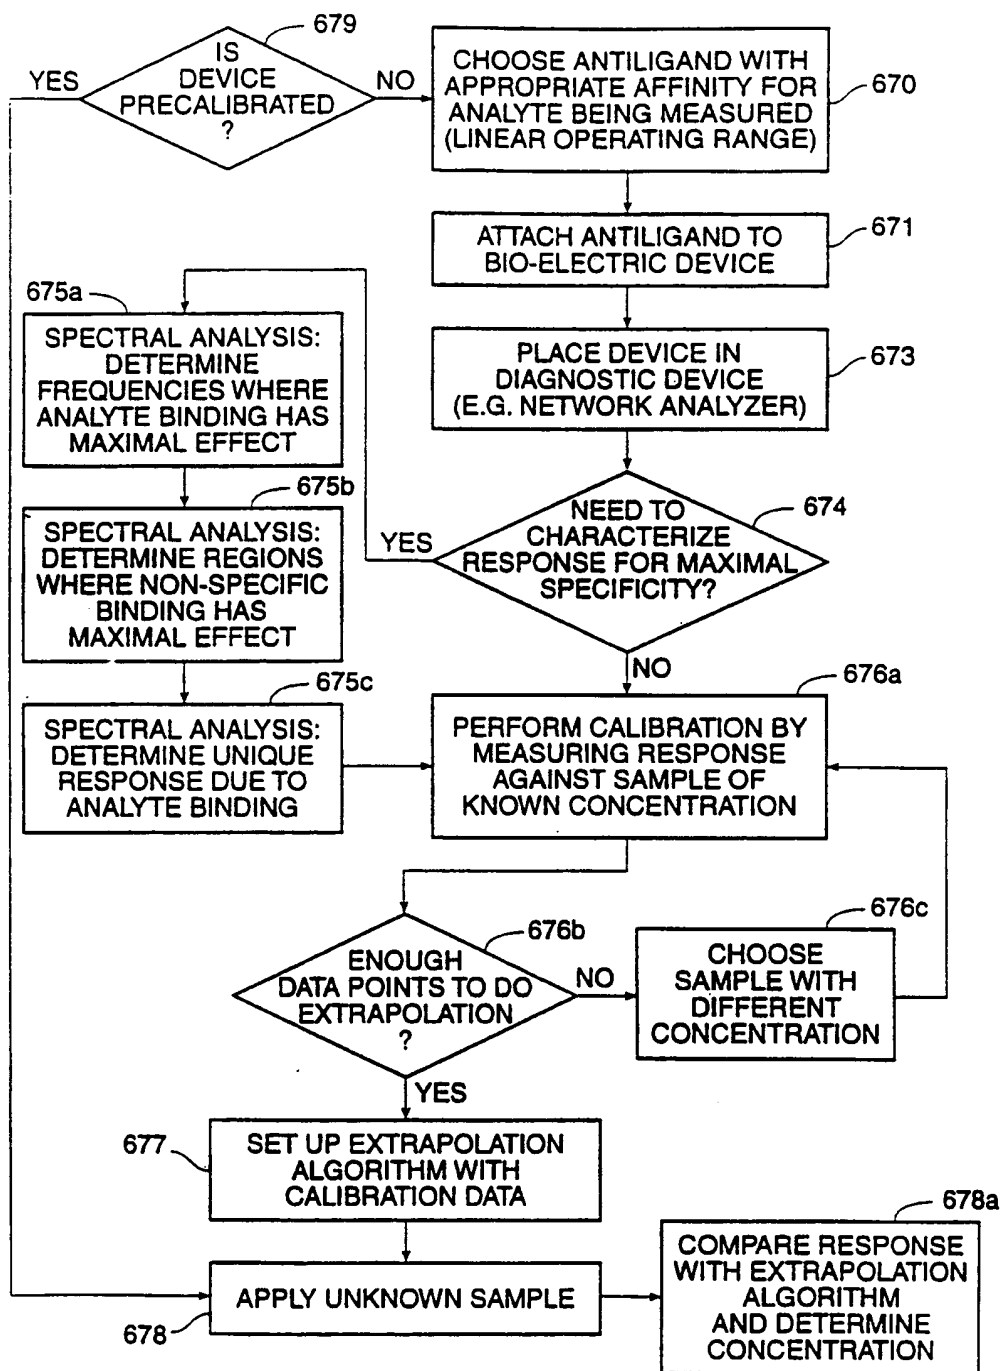 679
IS
DEVICE
PRECALIBRATED
?
YES
NO
CHOOSE ANTILIGAND WITH
APPROPRIATE AFFINITY FOR
ANALYTE BEING MEASURED
(LINEAR OPERATING RANGE)
670
ATTACH ANTILIGAND TO
BIO-ELECTRIC DEVICE
671
PLACE DEVICE IN
DIAGNOSTIC DEVICE
(E.G. NETWORK ANALYZER)
673
NEED TO
CHARACTERIZE
RESPONSE FOR MAXIMAL
SPECIFICITY?
674
YES
NO
675a
SPECTRAL ANALYSIS:
DETERMINE
FREQUENCIES WHERE
ANALYTE BINDING HAS
MAXIMAL EFFECT
675b
SPECTRAL ANALYSIS:
DETERMINE REGIONS
WHERE NON-SPECIFIC
BINDING HAS
MAXIMAL EFFECT
675c
SPECTRAL ANALYSIS:
DETERMINE UNIQUE
RESPONSE DUE TO
ANALYTE BINDING
676a
PERFORM CALIBRATION BY
MEASURING RESPONSE
AGAINST SAMPLE OF
KNOWN CONCENTRATION
676b
ENOUGH
DATA POINTS TO DO
EXTRAPOLATION
?
NO
YES
676c
CHOOSE
SAMPLE WITH
DIFFERENT
CONCENTRATION
677
SET UP EXTRAPOLATION
ALGORITHM WITH
CALIBRATION DATA
678
APPLY UNKNOWN SAMPLE
678a
COMPARE RESPONSE
WITH EXTRAPOLATION
ALGORITHM
AND DETERMINE
CONCENTRATION